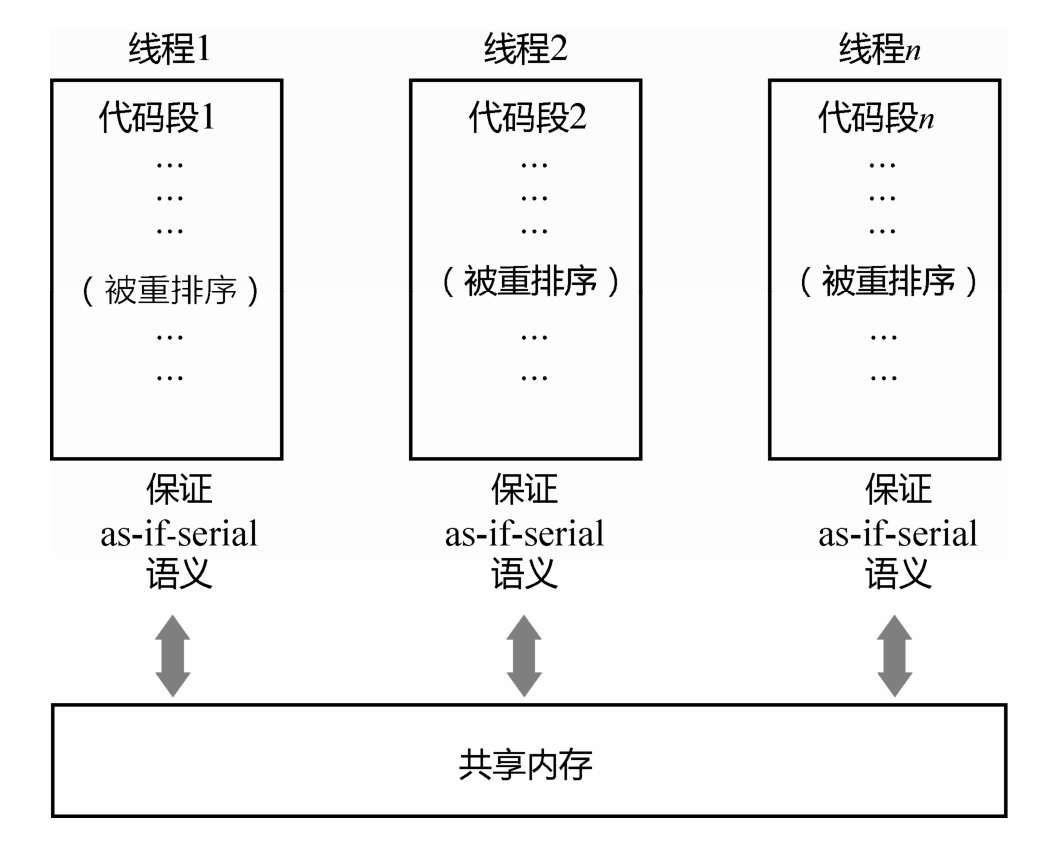 线程1
代码段1
...
...
...
（被重排序）
...
...
保证
as-if-serial
语义
线程2
代码段2
...
...
...
（被重排序）
...
...
保证
as-if-serial
语义
线程n
代码段n
...
...
...
（被重排序）
...
...
保证
as-if-serial
语义
共享内存